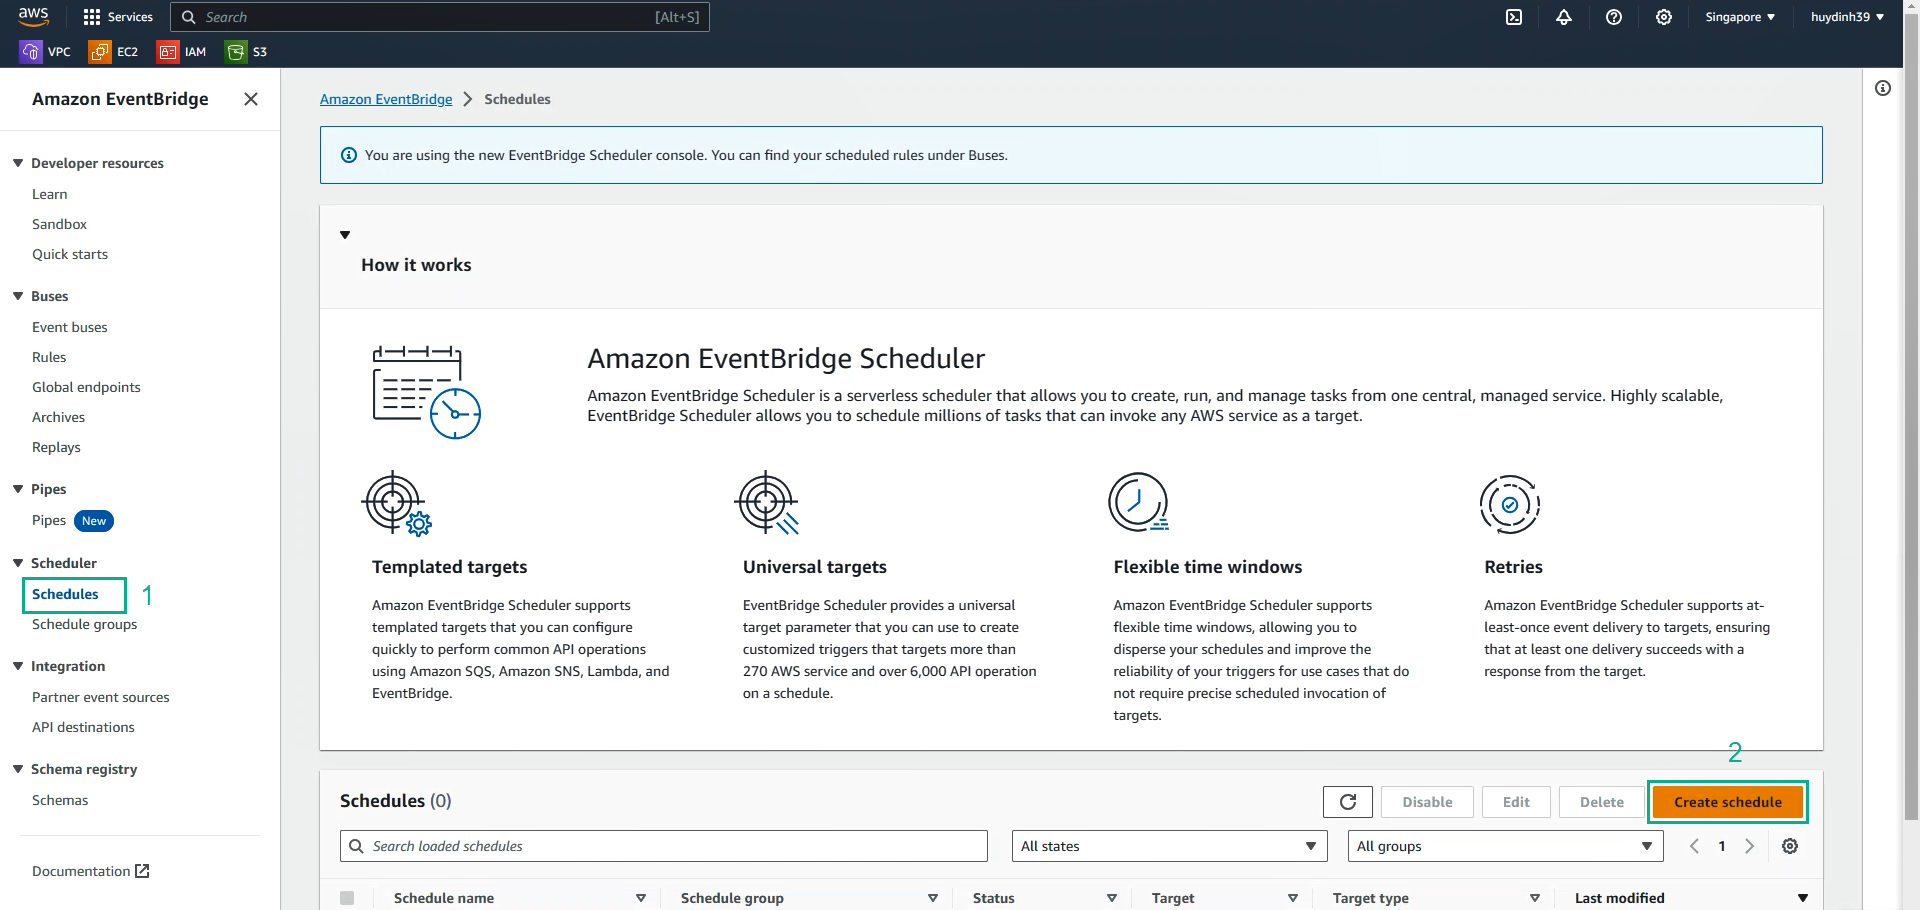 aws
Services
Search
[Alt+S]
Singapore
huydinh39
VPC
EC2
IAM
S3
Amazon EventBridge
Developer resources
Learn
Sandbox
Quick starts
Buses
Event buses
Rules
Global endpoints
Archives
Replays
Pipes
Pipes New
Scheduler
Schedules 1
Schedule groups
Integration
Partner event sources
API destinations
Schema registry
Schemas
Documentation
Amazon EventBridge > Schedules
You are using the new EventBridge Scheduler console. You can find your scheduled rules under Buses.
How it works
Amazon EventBridge Scheduler
Amazon EventBridge Scheduler is a serverless scheduler that allows you to create, run, and manage tasks from one central, managed service. Highly scalable,
EventBridge Scheduler allows you to schedule millions of tasks that can invoke any AWS service as a target.
Templated targets
Amazon EventBridge Scheduler supports
templated targets that you can configure
quickly to perform common API operations
using Amazon SQS, Amazon SNS, Lambda, and
EventBridge.
Universal targets
EventBridge Scheduler provides a universal
target parameter that you can use to create
customized triggers that targets more than
270 AWS service and over 6,000 API operation
on a schedule.
Flexible time windows
Amazon EventBridge Scheduler supports
flexible time windows, allowing you to
disperse your schedules and improve the
reliability of your triggers for use cases that do
not require precise scheduled invocation of
targets.
Retries
Amazon EventBridge Scheduler supports at-
least-once event delivery to targets, ensuring
that at least one delivery succeeds with a
response from the target.
2
Schedules (0)
Disable
Edit
Delete
Create schedule
Search loaded schedules
All states
All groups
1
Schedule name
Schedule group
Status
Target
Target type
Last modified